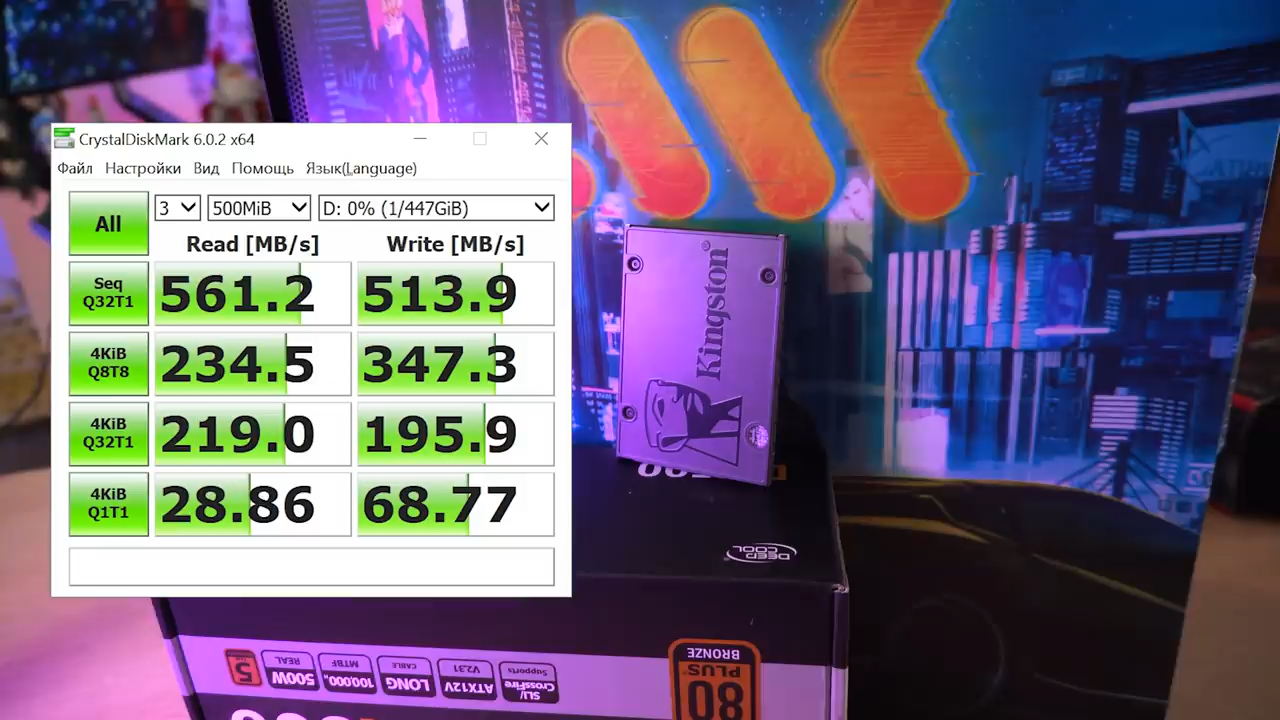 CrystalDiskMark 6.0.2 x64
Файл Настройки Вид Помощь Язык(Language)
All 3 500MiB D: 0% (1/447GiB)
Read [MB/s] Write [MB/s]
Seq Q32T1 561.2 513.9
4KiB Q8T8 234.5 347.3
4KiB Q32T1 219.0 195.9
4KiB Q1T1 28.86 68.77
Kingston®
DEEP COOL
5
REAL 500W
MTBF 100,000h
CABLE LONG
V2.31 ATX12V
Supports SLI/ CrossFire
BRONZE
PLUS
80